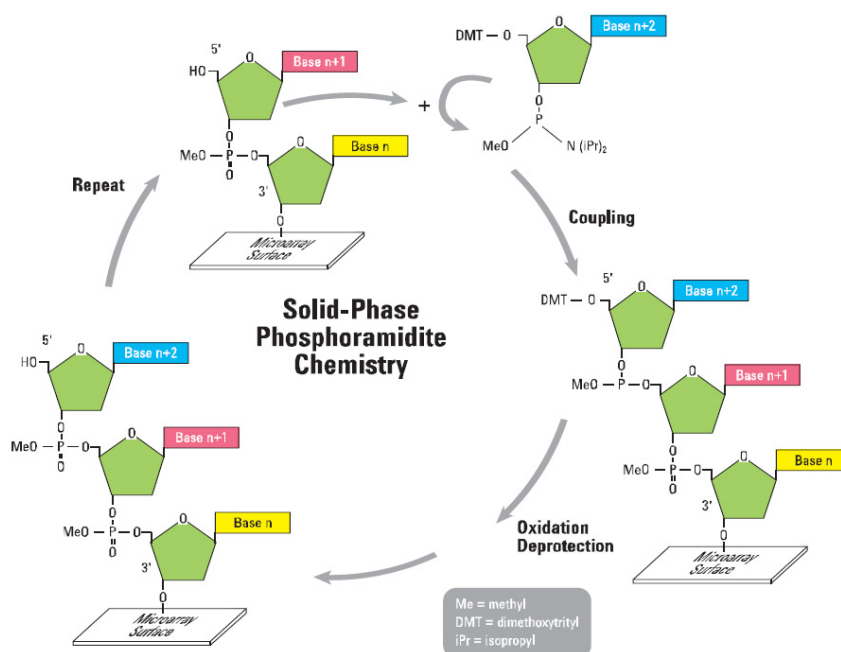 5'
HO
O
Base n+1
O
MeO — P — O
O
O
Base n
3'
O
Microarray
Surface
+
DMT — O
O
Base n+2
O
P
MeO
N (iPr)₂
Coupling
5'
DMT — O
O
Base n+2
O
MeO — P — O
O
Base n+1
O
MeO — P — O
O
O
Base n
3'
O
Microarray
Surface
Oxidation
Deprotection
5'
HO
O
Base n+2
O
MeO — P — O
O
O
Base n+1
O
MeO — P — O
O
O
Base n
3'
O
Microarray
Surface
Repeat
Solid-Phase
Phosphoramidite
Chemistry
Me = methyl
DMT = dimethoxytrityl
iPr = isopropyl